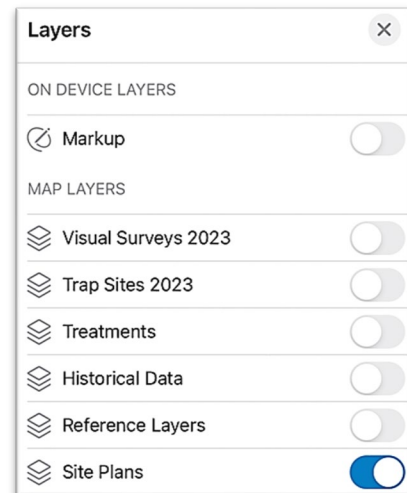 Layers
ON DEVICE LAYERS
Markup
MAP LAYERS
Visual Surveys 2023
Trap Sites 2023
Treatments
Historical Data
Reference Layers
Site Plans